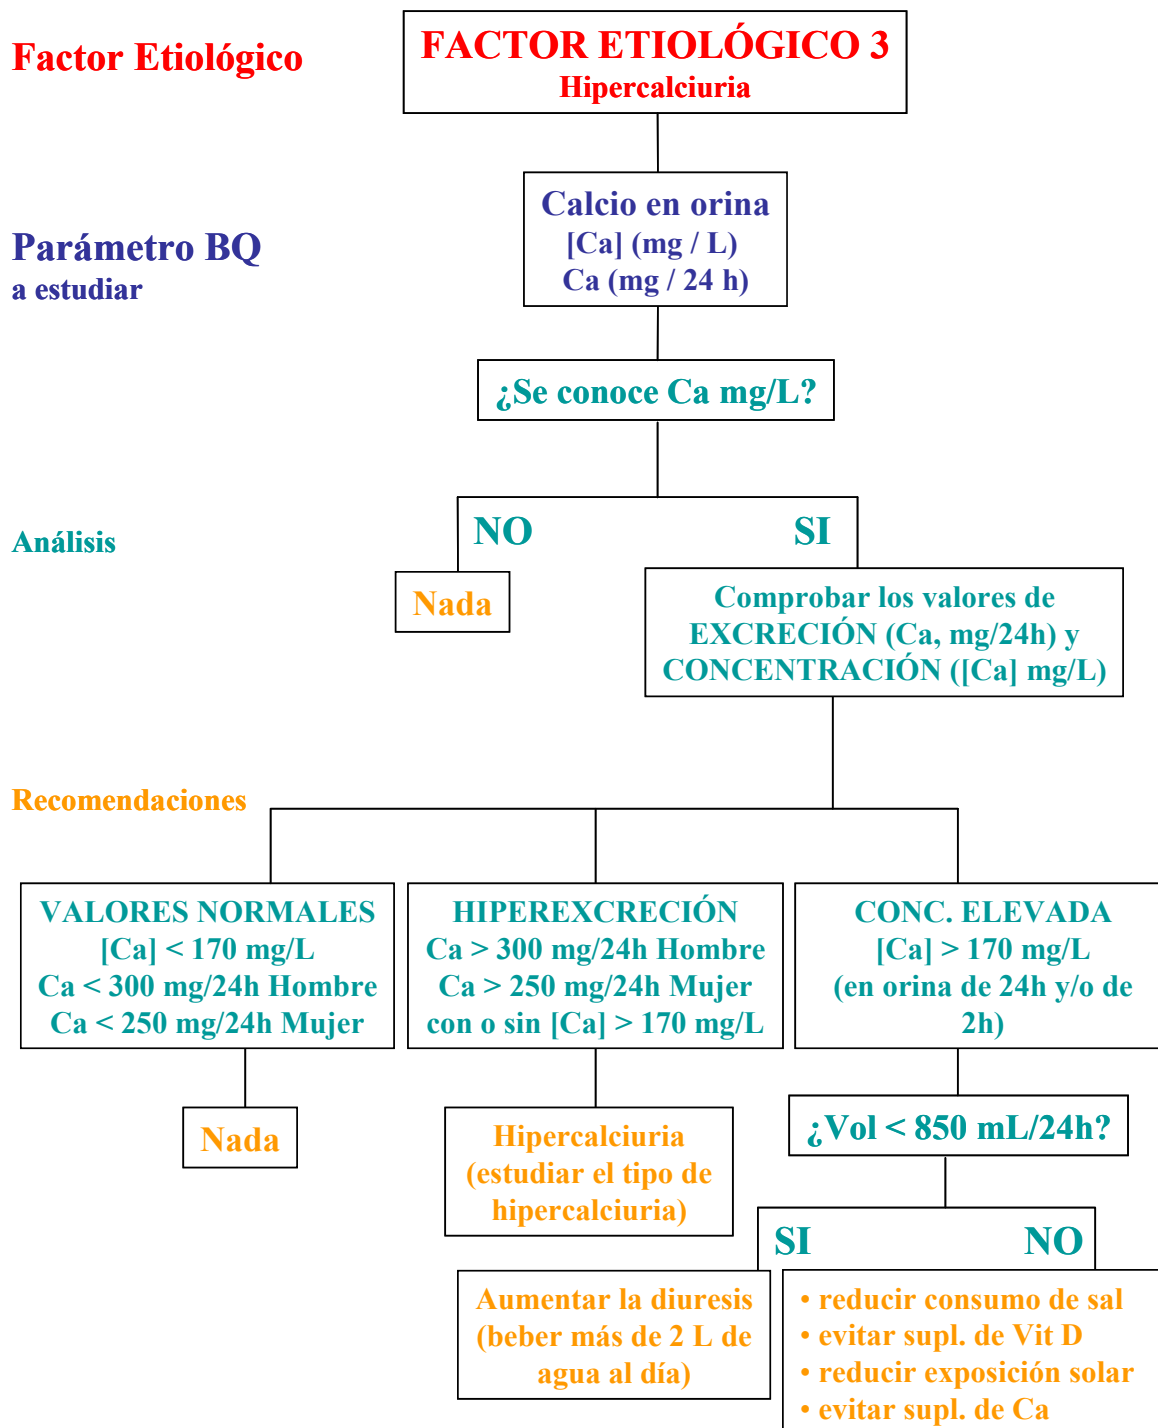 Factor Etiológico
FACTOR ETIOLÓGICO 3
Hipercalciuria
Parámetro BQ
a estudiar
Calcio en orina
[Ca] (mg / L)
Ca (mg / 24 h)
¿Se conoce Ca mg/L?
Análisis
NO
SI
Nada
Comprobar los valores de
EXCRECIÓN (Ca, mg/24h) y
CONCENTRACIÓN ([Ca] mg/L)
Recomendaciones
VALORES NORMALES
[Ca] < 170 mg/L
Ca < 300 mg/24h Hombre
Ca < 250 mg/24h Mujer
HIPEREXCRECIÓN
Ca > 300 mg/24h Hombre
Ca > 250 mg/24h Mujer
con o sin [Ca] > 170 mg/L
CONC. ELEVADA
[Ca] > 170 mg/L
(en orina de 24h y/o de
2h)
Nada
Hipercalciuria
(estudiar el tipo de
hipercalciuria)
¿Vol < 850 mL/24h?
SI
NO
Aumentar la diuresis
(beber más de 2 L de
agua al día)
• reducir consumo de sal
• evitar supl. de Vit D
• reducir exposición solar
• evitar supl. de Ca